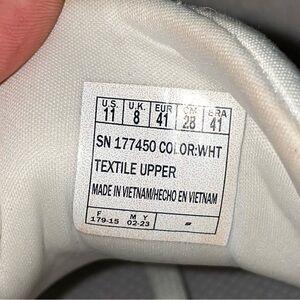 U.S. U.K. EUR CM BRA
11 8 41 28 41
SN 177450 COLOR:WHT
TEXTILE UPPER
MADE IN VIETNAM/HECHO EN VIETNAM
F M Y
179-15 02-23